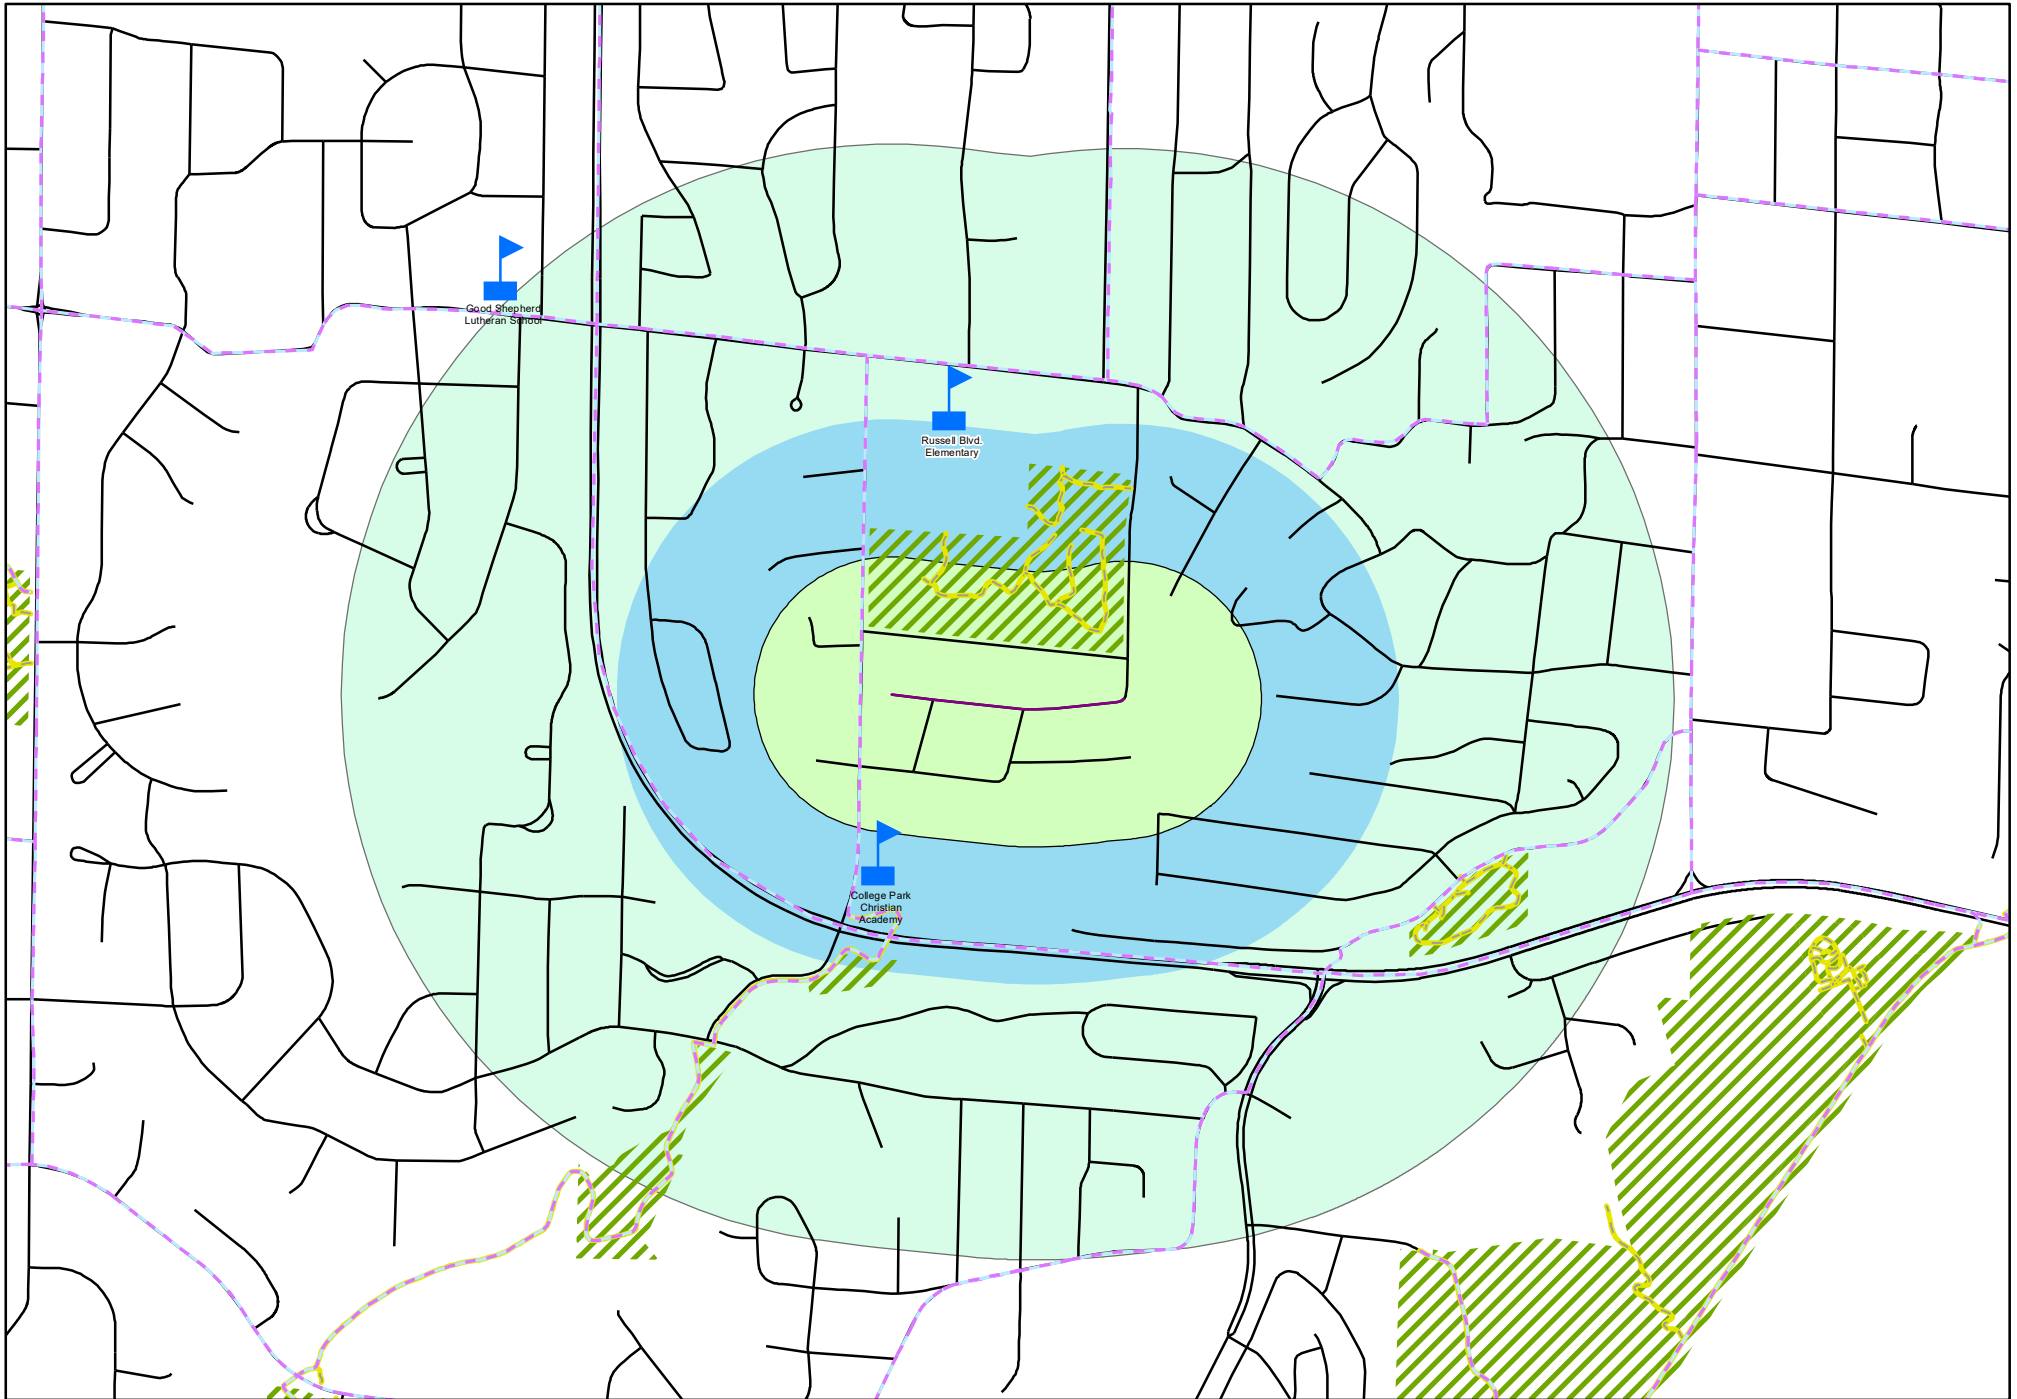 Good Shepherd
Lutheran School
Russell Blvd.
Elementary
College Park
Christian
Academy